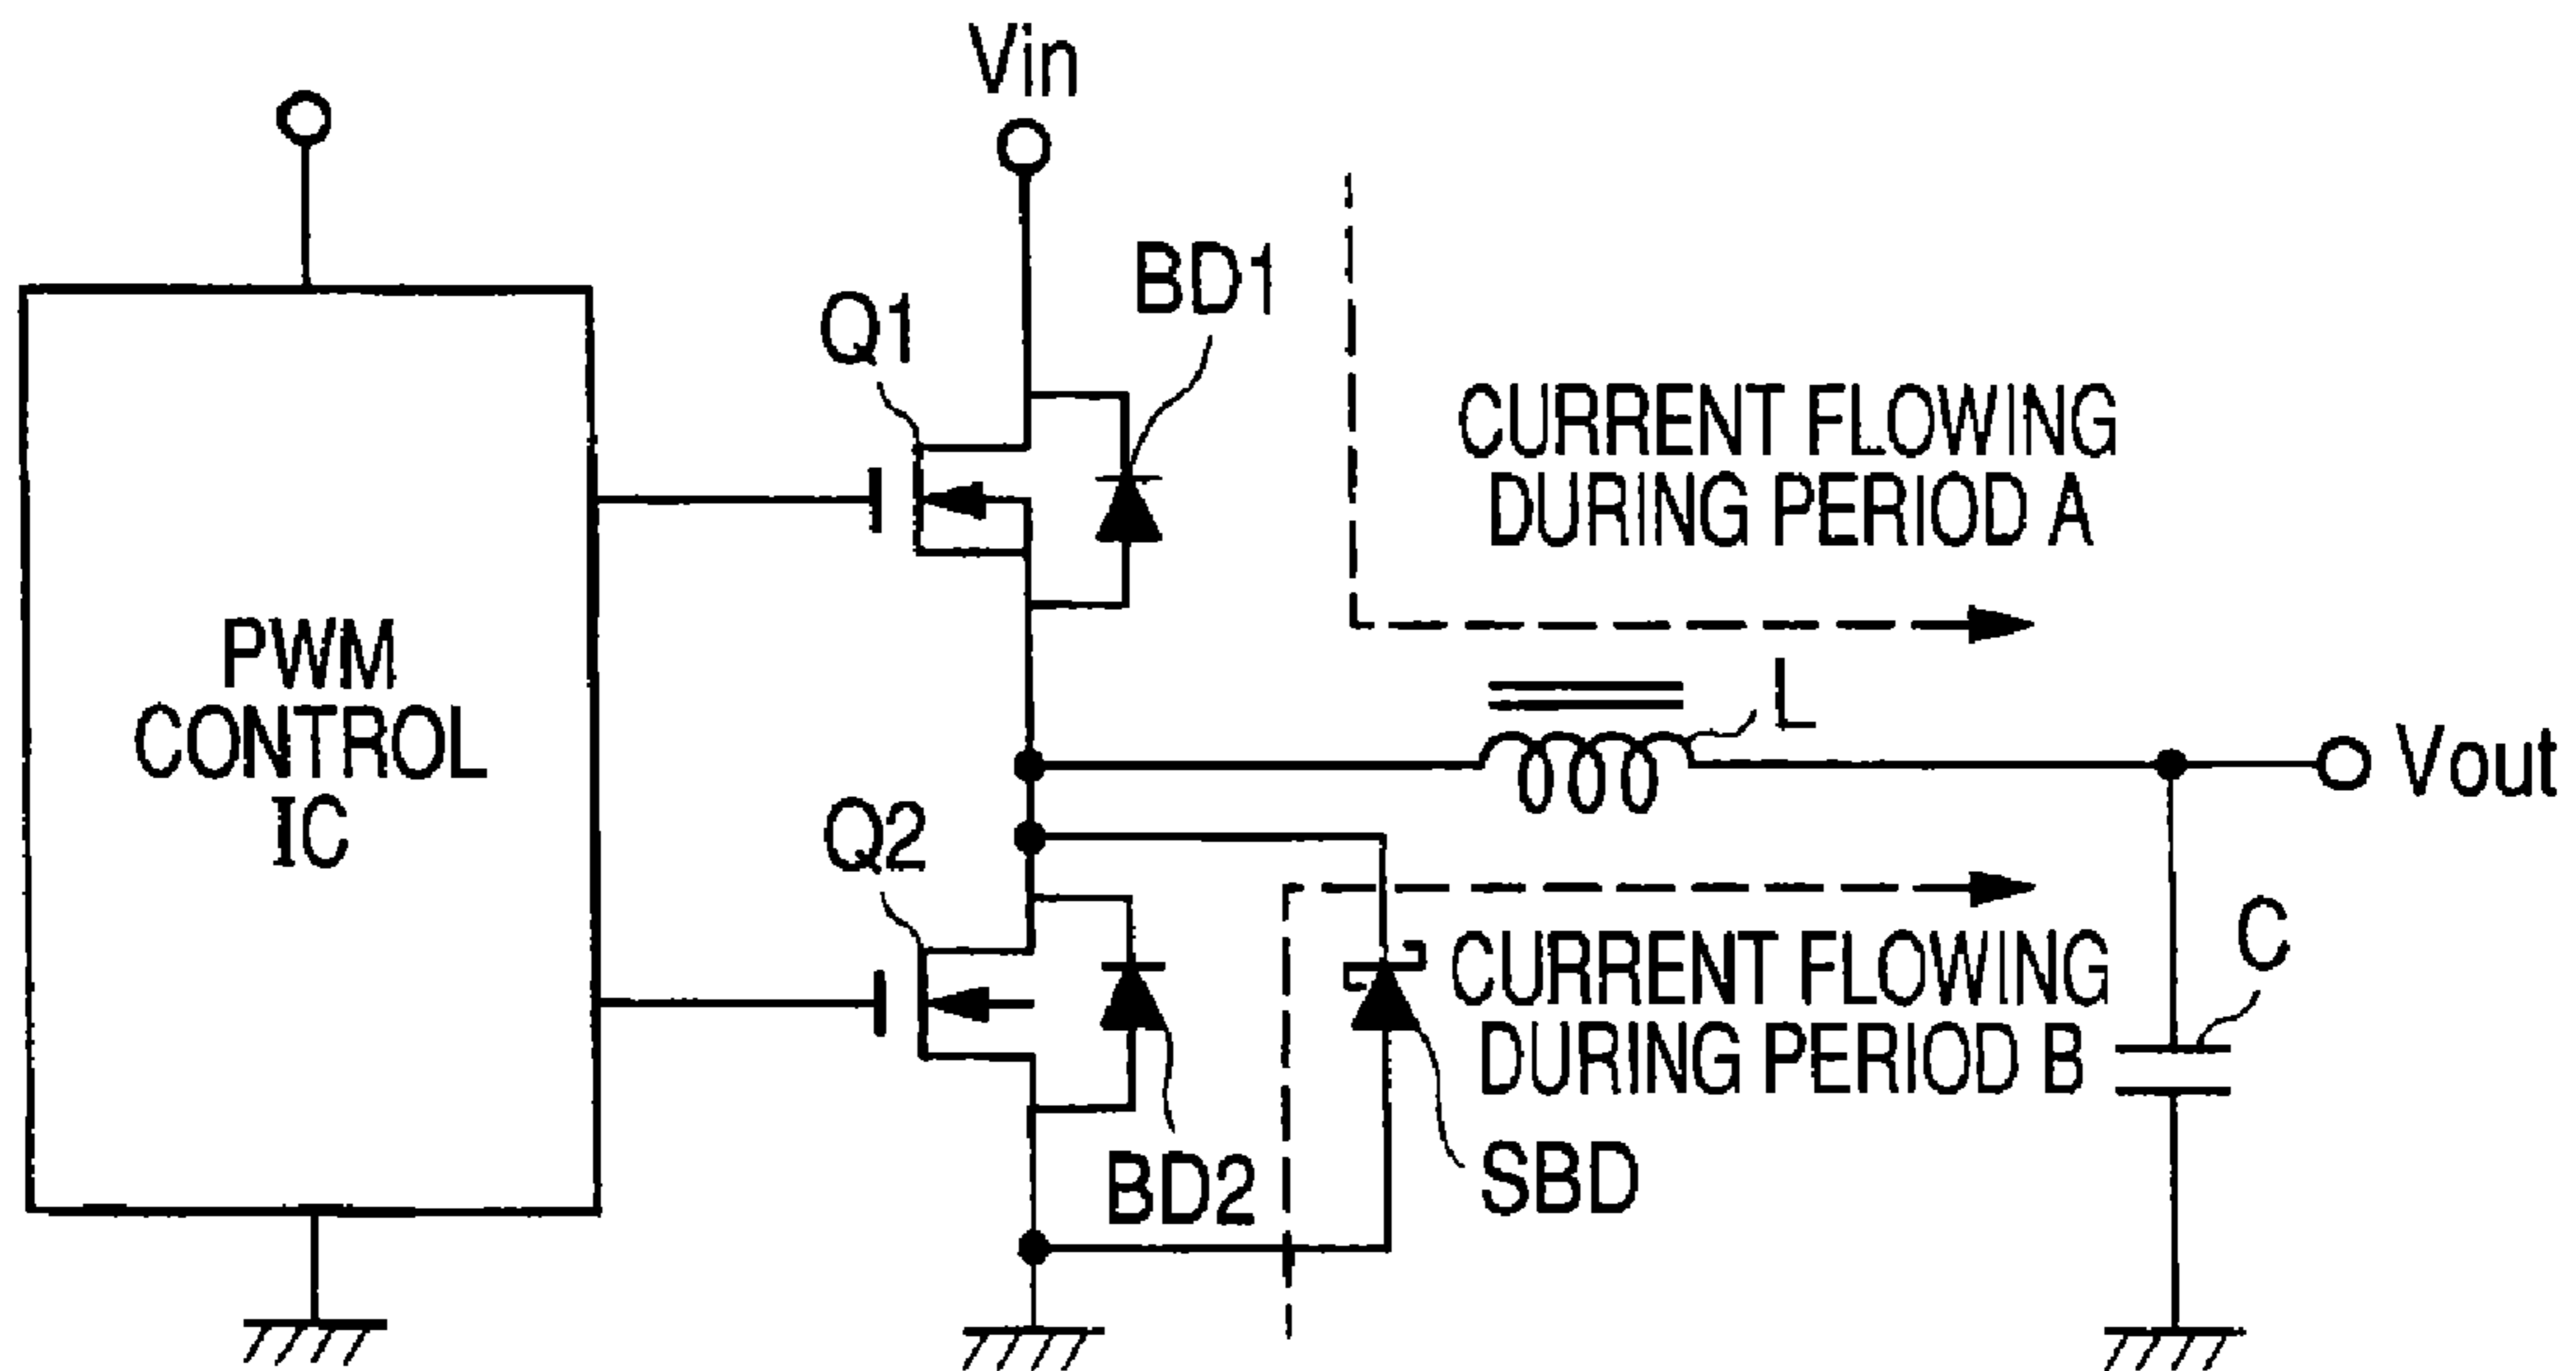 Vin
BD1
Q1
CURRENT FLOWING
DURING PERIOD A
PWM
CONTROL
IC
L
Vout
Q2
C
CURRENT FLOWING
DURING PERIOD B
BD2
SBD